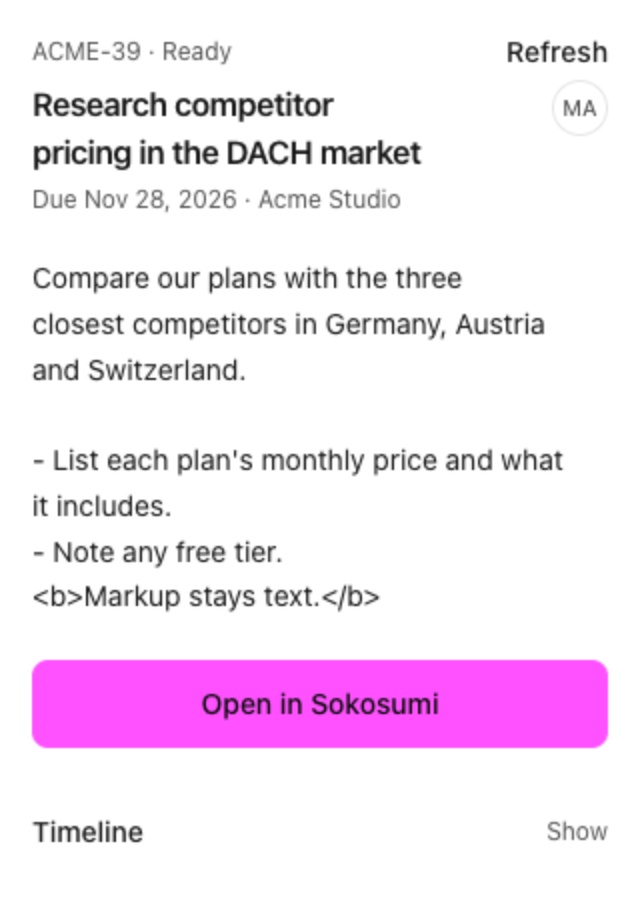 ACME-39 · Ready
Refresh
Research competitor
pricing in the DACH market
MA
Due Nov 28, 2026 · Acme Studio
Compare our plans with the three
closest competitors in Germany, Austria
and Switzerland.
- List each plan's monthly price and what
it includes.
- Note any free tier.
<b>Markup stays text.</b>
Open in Sokosumi
Timeline
Show